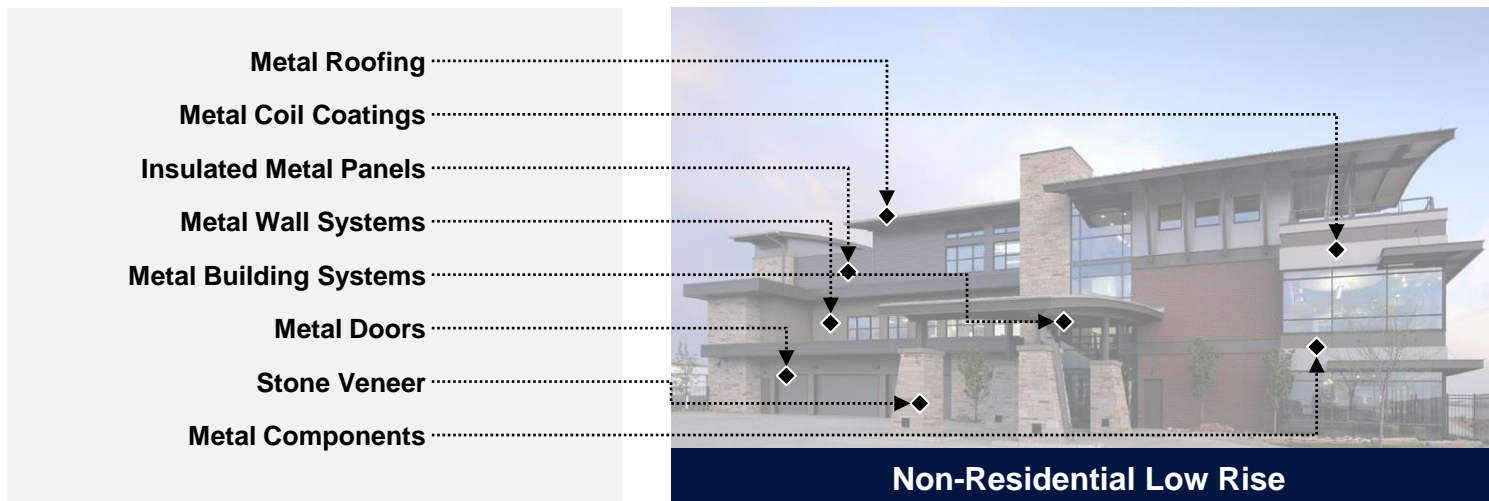 Metal Roofing
Metal Coil Coatings
Insulated Metal Panels
Metal Wall Systems
Metal Building Systems
Metal Doors
Stone Veneer
Metal Components
Non-Residential Low Rise